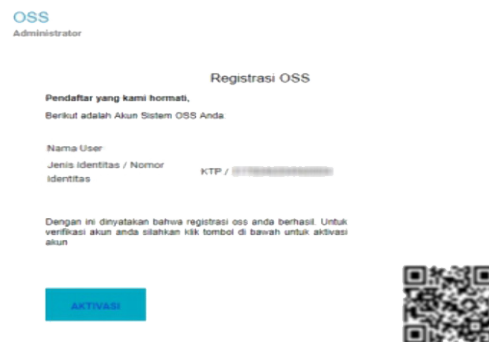 OSS
Administrator
Registrasi OSS
Pendaftar yang kami hormati,
Berikut adalah Akun Sistem OSS Anda:
Nama User
Jenis Identitas / Nomor
Identitas
KTP /
Dengan ini dinyatakan bahwa registrasi oss anda berhasil. Untuk
verifikasi akun anda silahkan klik tombol di bawah untuk aktivasi
akun
AKTIVASI